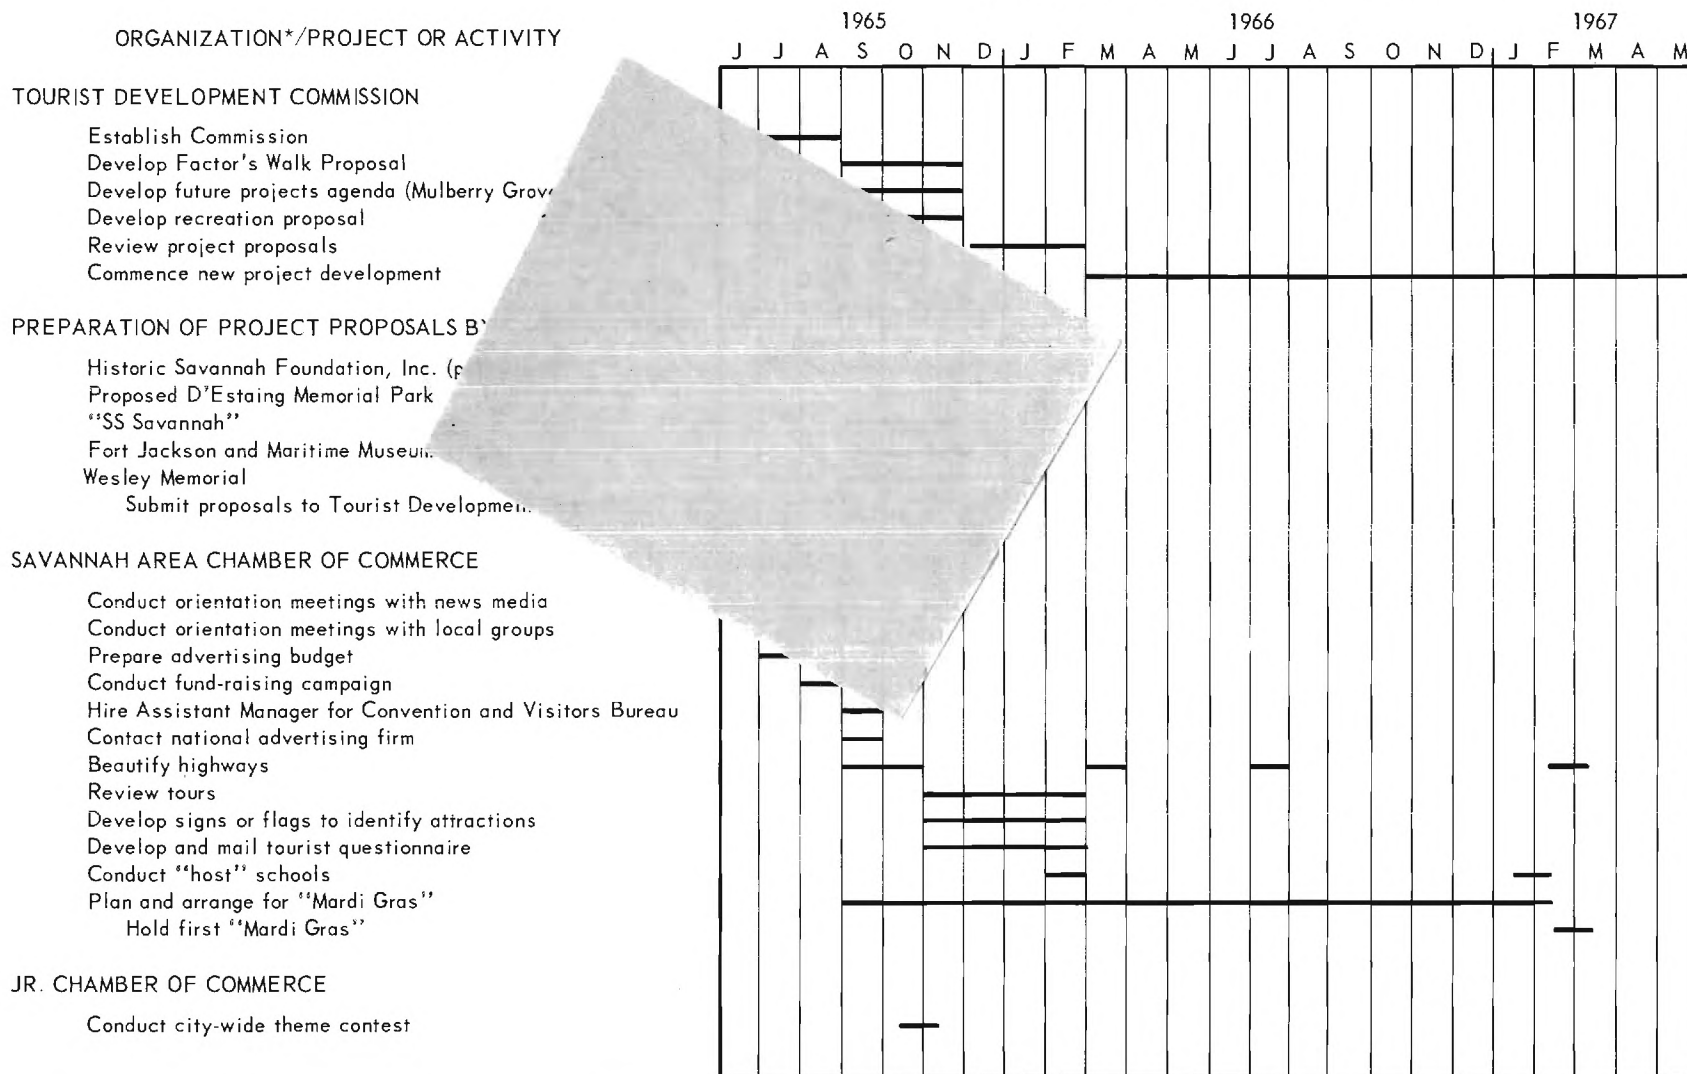 1965 1966 1967
ORGANIZATION*/PROJECT OR ACTIVITY
J J A S O N D J F M A M J J A S O N D J F M A M
TOURIST DEVELOPMENT COMMISSION
Establish Commission
Develop Factor's Walk Proposal
Develop future projects agenda (Mulberry
Develop recreation proposal
Review project proposals
Commence new project development
PREPARATION OF PROJECT PROPOSALS
Historic Savannah Foundation, Inc.
Proposed D'Estaing Memorial Park
"SS Savannah"
Fort Jackson and Maritime
Wesley Memorial
Submit proposals to Tourist
SAVANNAH AREA CHAMBER OF COMMERCE
Conduct orientation meetings with news media
Conduct orientation meetings with local groups
Prepare advertising budget
Conduct fund-raising campaign
Hire Assistant Manager for Convention and Visitors Bureau
Contact national advertising firm
Beautify highways
Review tours
Develop signs or flags to identify attractions
Develop and mail tourist questionnaire
Conduct "host" schools
Plan and arrange for "Mardi Gras"
Hold first "Mardi Gras"
JR. CHAMBER OF COMMERCE
Conduct city-wide theme contest